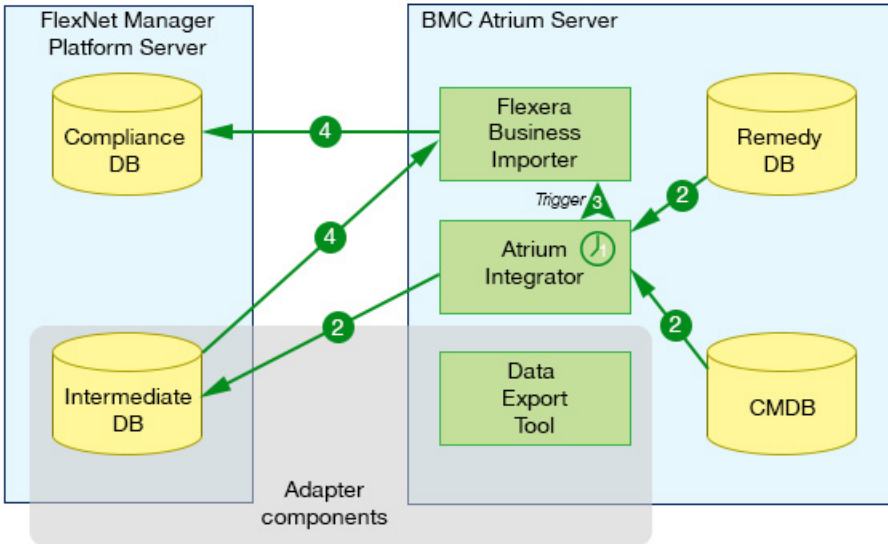 FlexNet Manager
Platform Server
BMC Atrium Server
Compliance
DB
4
Flexera
Business
Importer
Remedy
DB
Trigger
3
2
4
Atrium
Integrator
1
2
2
Intermediate
DB
Data
Export
Tool
CMDB
Adapter
components